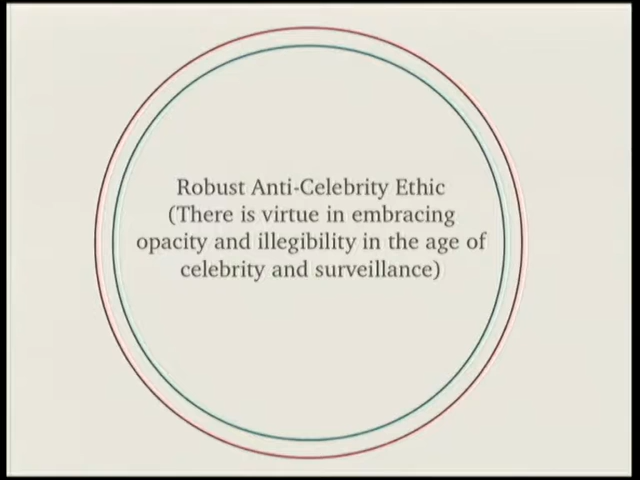 Robust Anti-Celebrity Ethic
(There is virtue in embracing
opacity and illegibility in the age of
celebrity and surveillance)